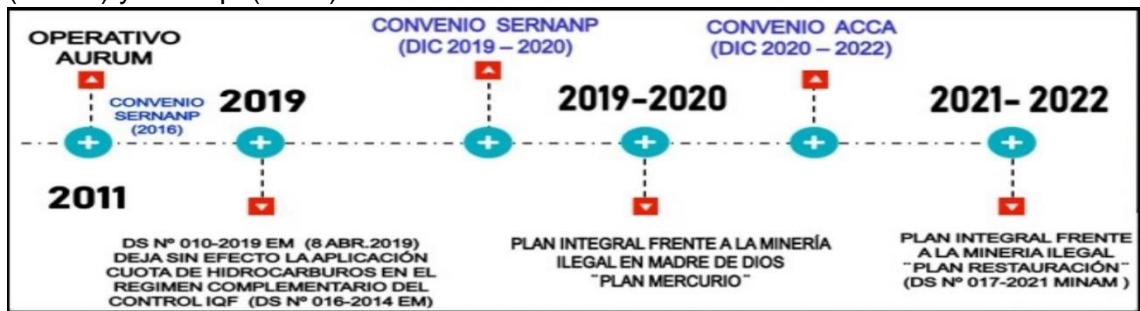 OPERATIVO
AURUM
2011
CONVENIO
SERNANP
(2016)
2019
DS Nº 010-2019 EM (8 ABR.2019)
DEJA SIN EFECTO LA APLICACIÓN
CUOTA DE HIDROCARBUROS EN EL
REGIMEN COMPLEMENTARIO DEL
CONTROL IQF (DS Nº 016-2014 EM)
CONVENIO SERNANP
(DIC 2019 – 2020)
2019-2020
PLAN INTEGRAL FRENTE A LA MINERÍA
ILEGAL EN MADRE DE DIOS
¨PLAN MERCURIO¨
CONVENIO ACCA
(DIC 2020 – 2022)
2021- 2022
PLAN INTEGRAL FRENTE
A LA MINERIA ILEGAL
¨PLAN RESTAURACIÓN¨
(DS Nº 017-2021 MINAM )